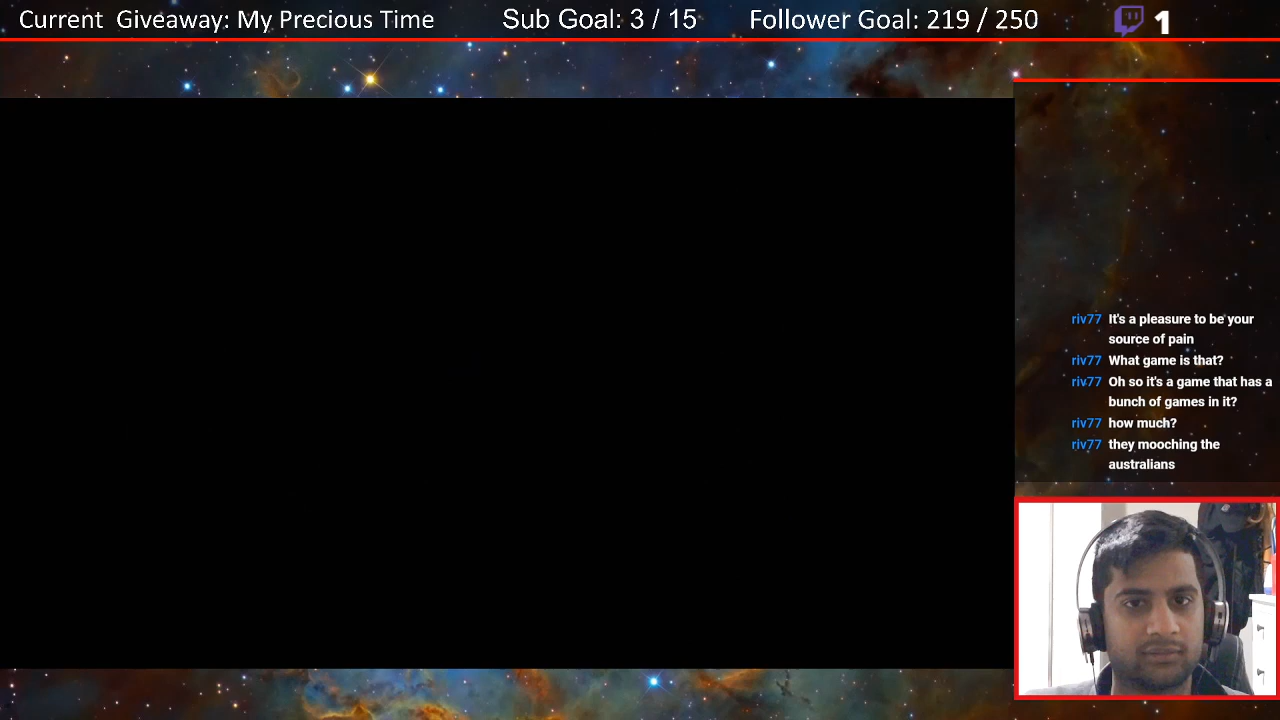 Current  Giveaway: My Precious Time
Sub Goal: 3 / 15
Follower Goal: 219 / 250
1
riv77 It's a pleasure to be your
source of pain
riv77 What game is that?
riv77 Oh so it's a game that has a
bunch of games in it?
riv77 how much?
riv77 they mooching the
australians